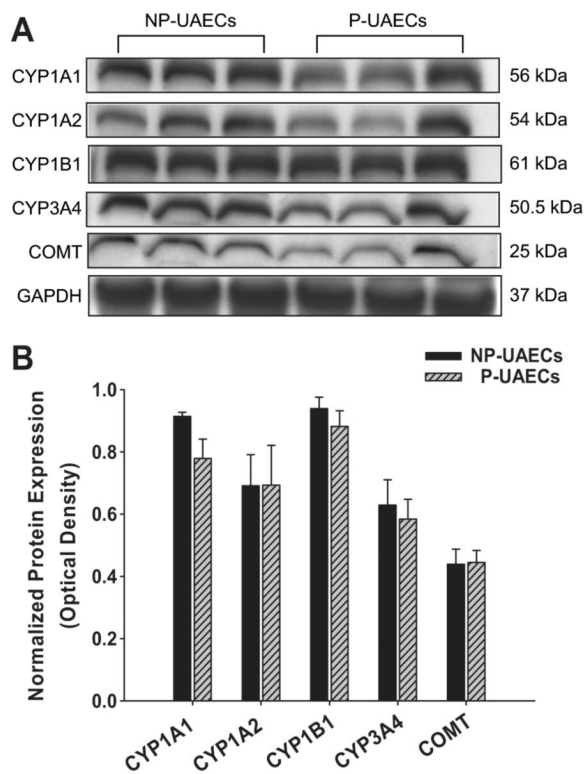 A
NP-UAECs P-UAECs
CYP1A1 56 kDa
CYP1A2 54 kDa
CYP1B1 61 kDa
CYP3A4 50.5 kDa
COMT 25 kDa
GAPDH 37 kDa
B
NP-UAECs
P-UAECs
Normalized Protein Expression
(Optical Density)
1.0
0.8
0.6
0.4
0.2
0.0
CYP1A1 CYP1A2 CYP1B1 CYP3A4 COMT